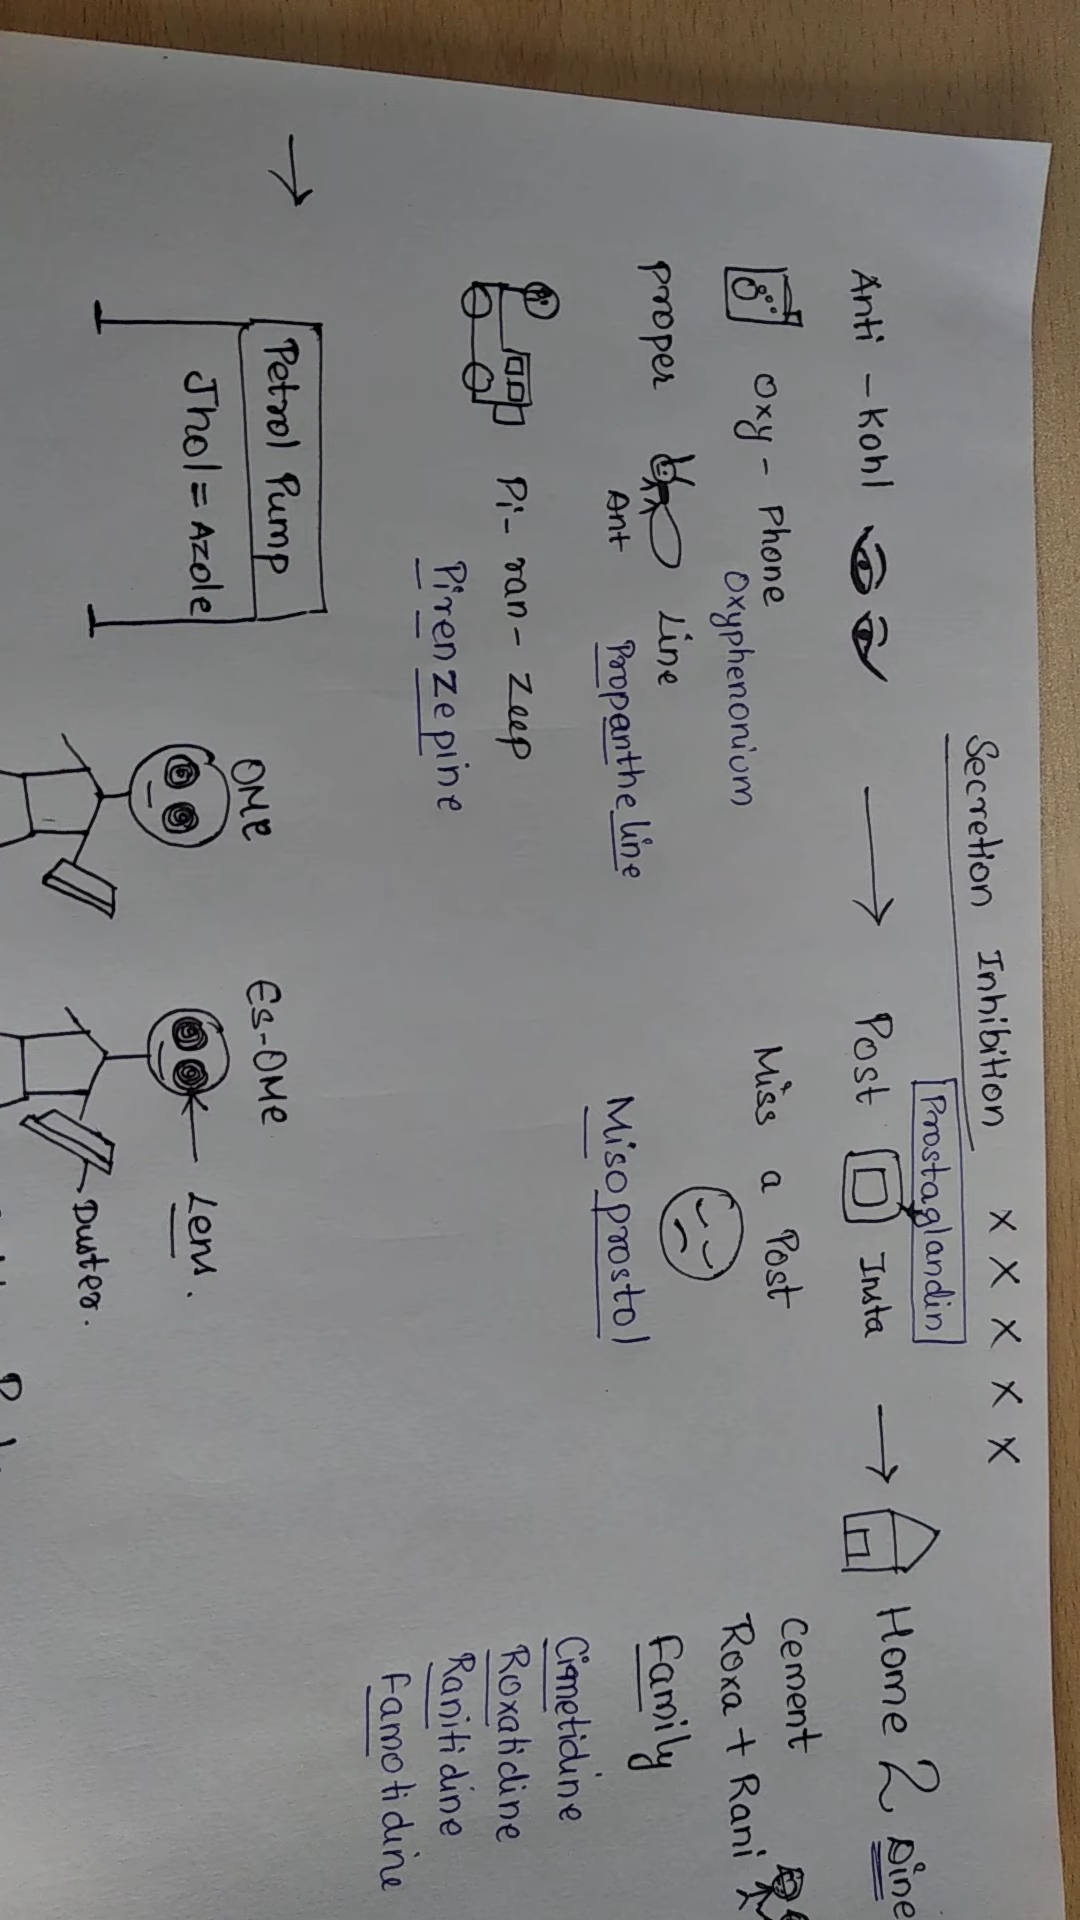 Secretion Inhibition x x x x x
Prostaglandin
Anti - Kohl → Post Insta → Home 2 Dine
Oxy - Phone
Oxyphenonium
Miss a Post
Cement
Roxa + Rani
Proper Line
Ant
Propantheline
Misoprostol
Family
Cimetidine
Roxatidine
Ranitidine
Famotidine
Pi - ran - Zeep
Pirenzepine
→ Petrol Pump
Jhol = Azole
OMe
Es-OMe
Lens.
Duster.